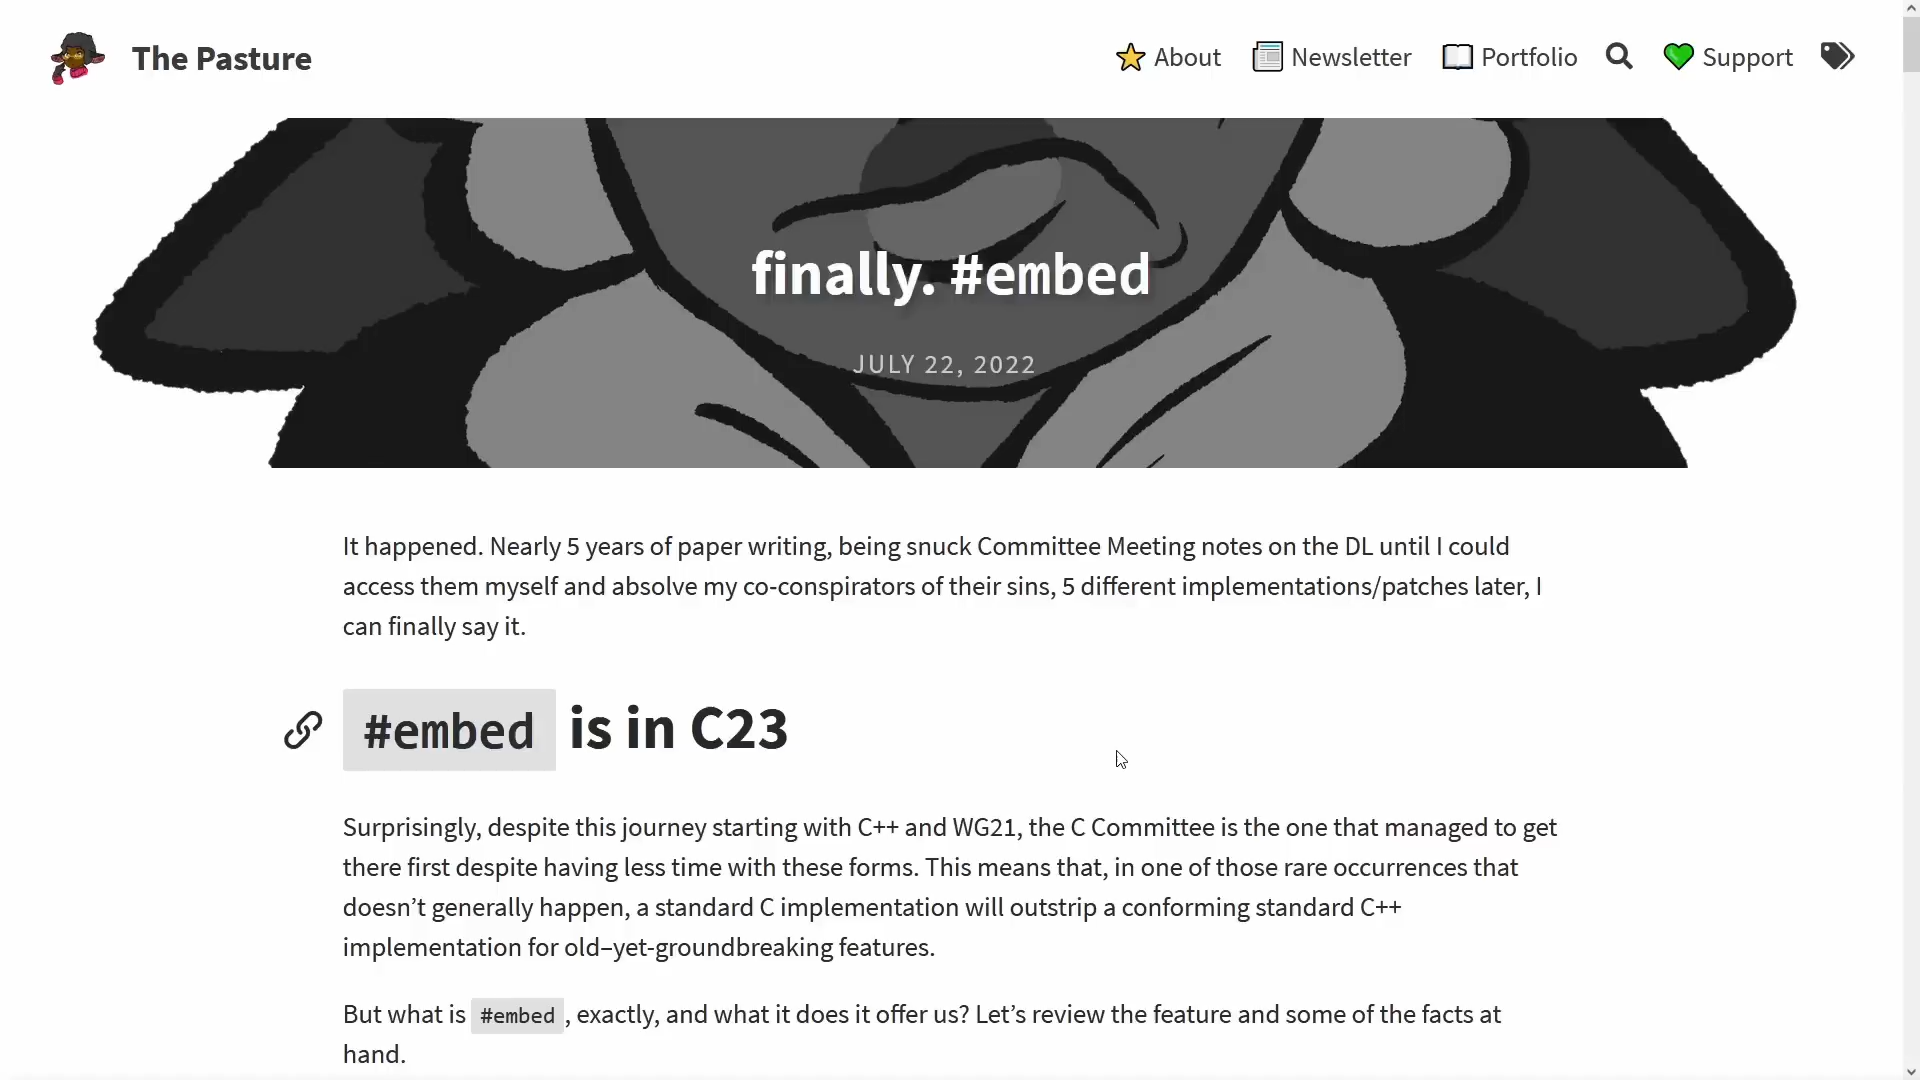 The Pasture
About
Newsletter
Portfolio
Support
finally. #embed
JULY 22, 2022
It happened. Nearly 5 years of paper writing, being snuck Committee Meeting notes on the DL until I could
access them myself and absolve my co-conspirators of their sins, 5 different implementations/patches later, I
can finally say it.
#embed is in C23
Surprisingly, despite this journey starting with C++ and WG21, the C Committee is the one that managed to get
there first despite having less time with these forms. This means that, in one of those rare occurrences that
doesn’t generally happen, a standard C implementation will outstrip a conforming standard C++
implementation for old–yet-groundbreaking features.
But what is #embed, exactly, and what it does it offer us? Let’s review the feature and some of the facts at
hand.